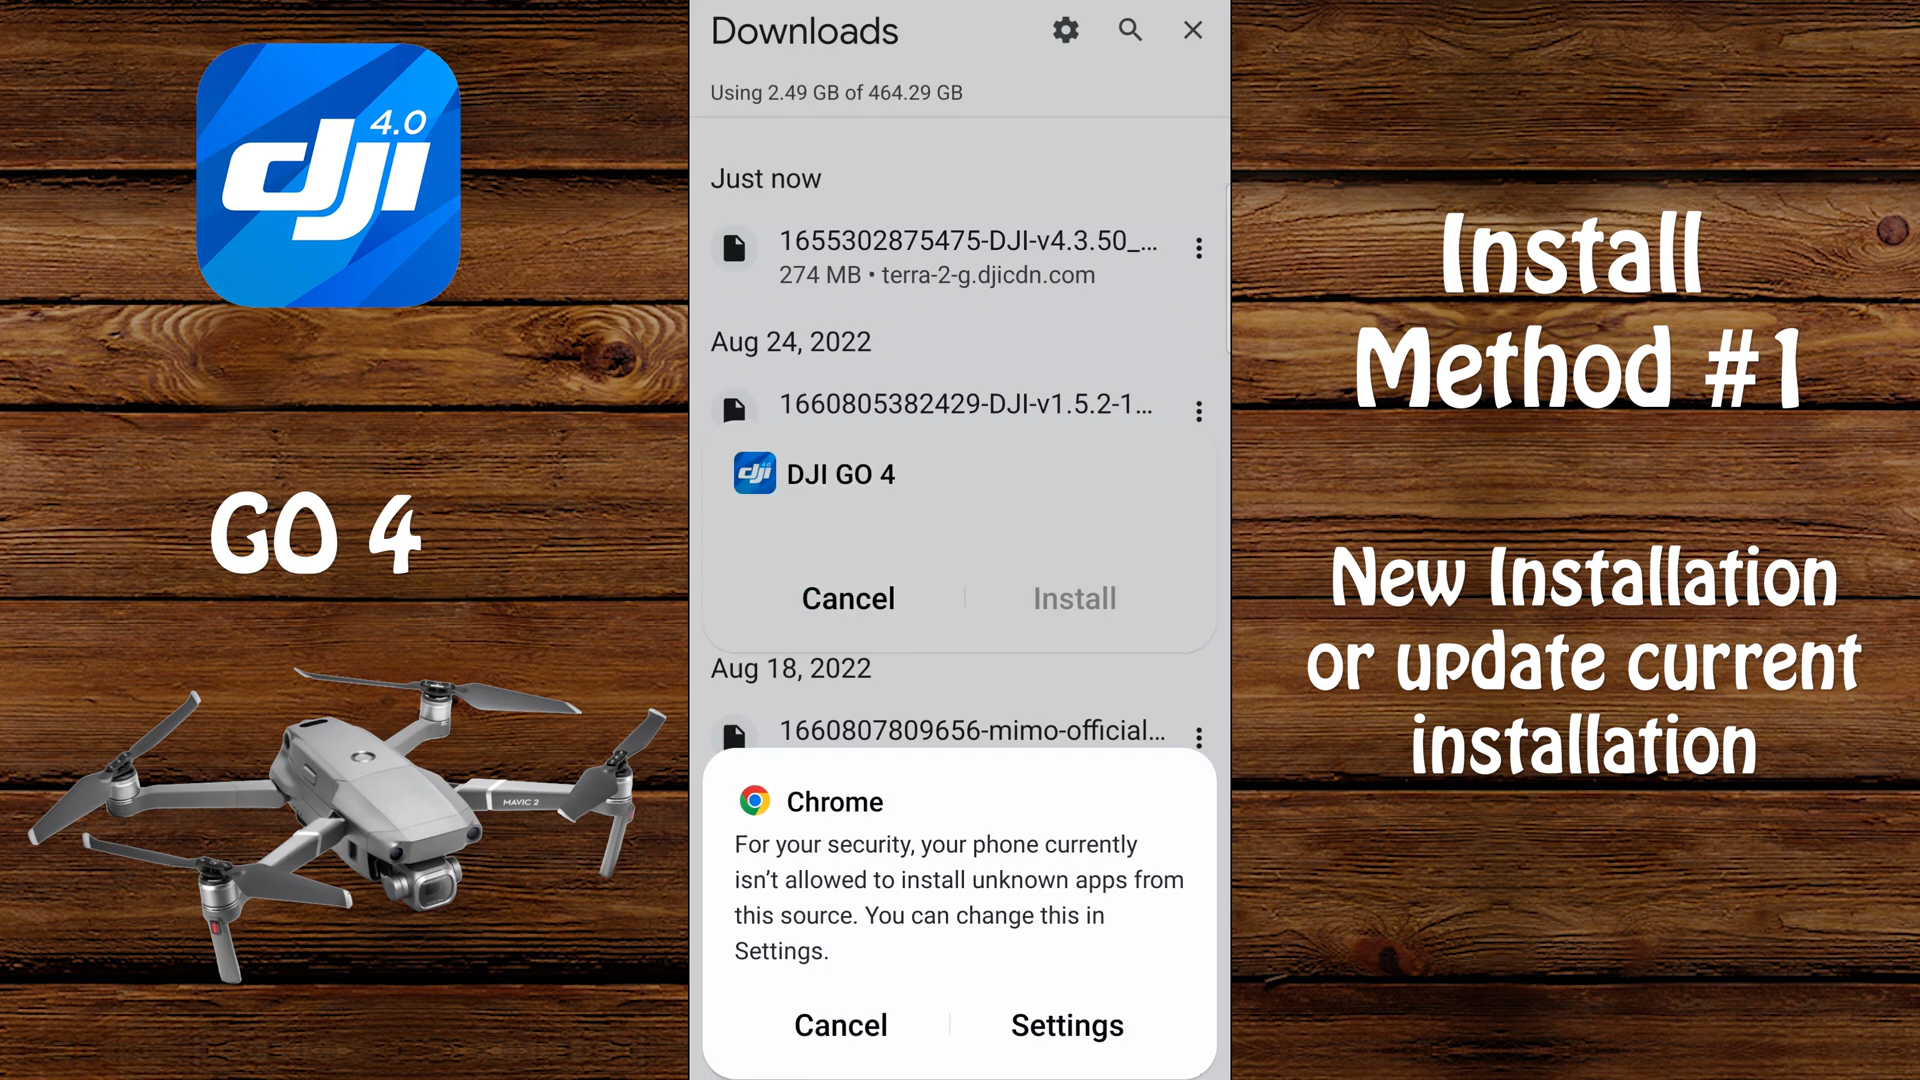 dji 4.0
GO 4
MAVIC 2
Downloads
Using 2.49 GB of 464.29 GB
Just now
1655302875475-DJI-v4.3.50_...
274 MB • terra-2-g.djicdn.com
Aug 24, 2022
1660805382429-DJI-v1.5.2-1...
dji 4.0
DJI GO 4
Cancel
Install
Aug 18, 2022
1660807809656-mimo-official...
Chrome
For your security, your phone currently
isn't allowed to install unknown apps from
this source. You can change this in
Settings.
Cancel
Settings
Install
Method #1
New Installation
or update current
installation